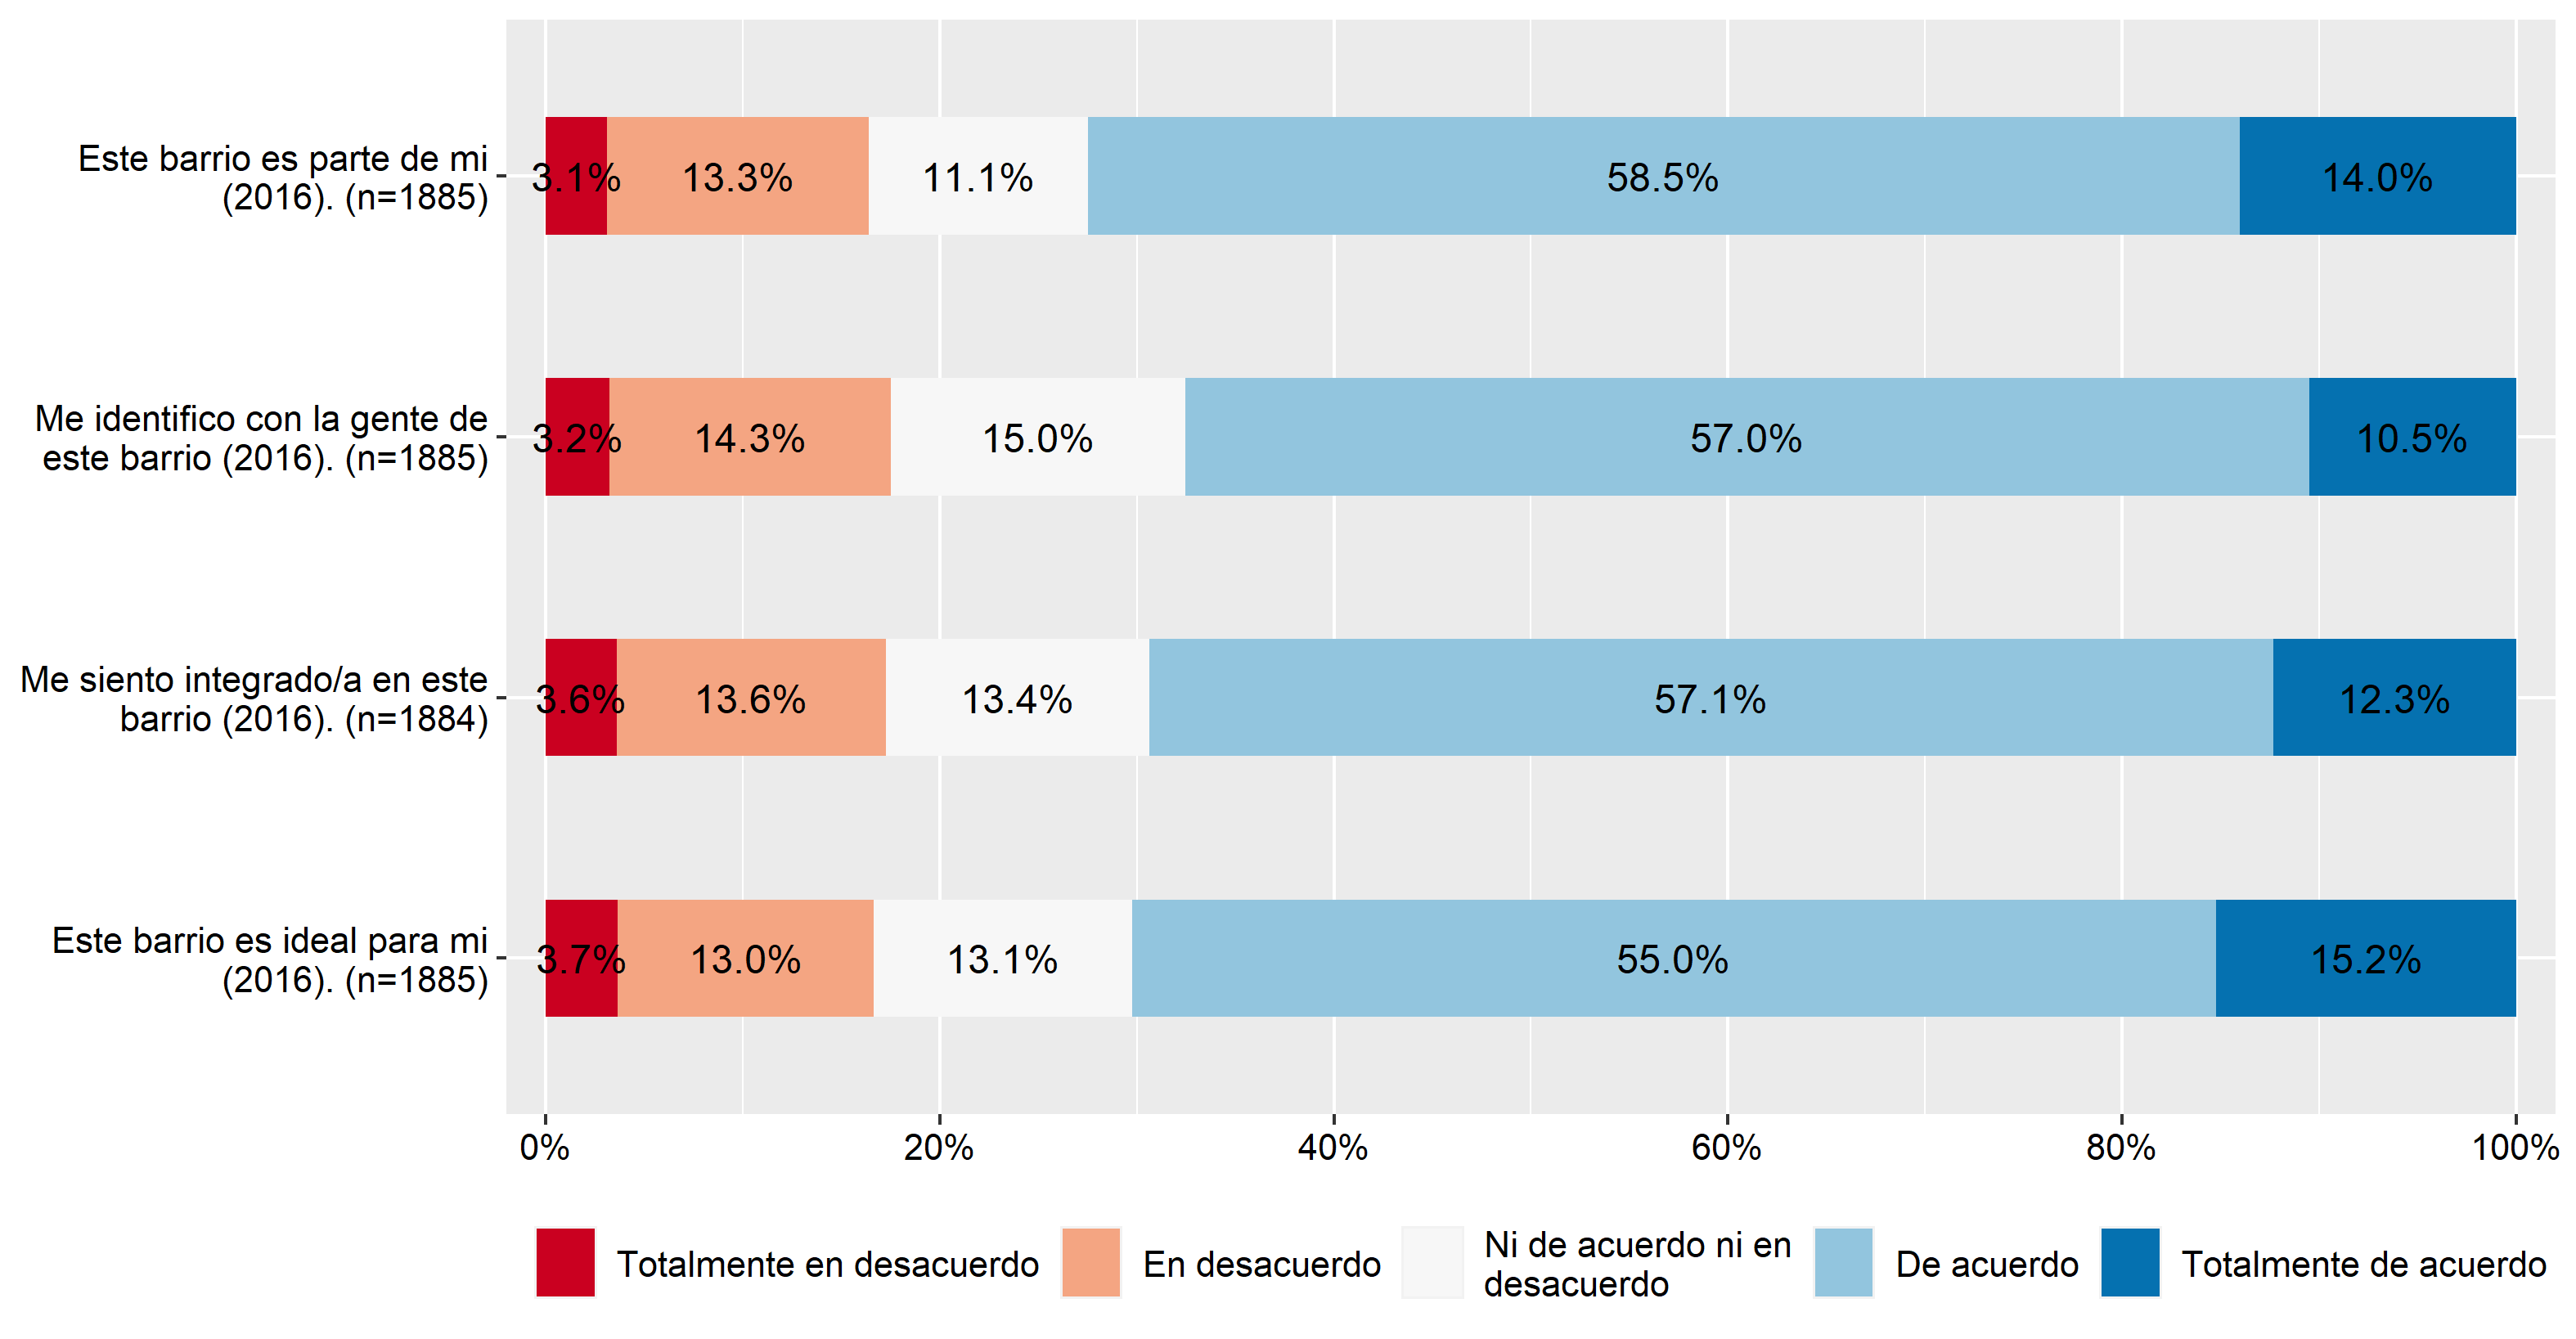 Este barrio es parte de mi
(2016). (n=1885)
3.1% 13.3% 11.1% 58.5% 14.0%
Me identifico con la gente de
este barrio (2016). (n=1885)
3.2% 14.3% 15.0% 57.0% 10.5%
Me siento integrado/a en este
barrio (2016). (n=1884)
3.6% 13.6% 13.4% 57.1% 12.3%
Este barrio es ideal para mi
(2016). (n=1885)
3.7% 13.0% 13.1% 55.0% 15.2%
0% 20% 40% 60% 80% 100%
Totalmente en desacuerdo
En desacuerdo
Ni de acuerdo ni en
desacuerdo
De acuerdo
Totalmente de acuerdo